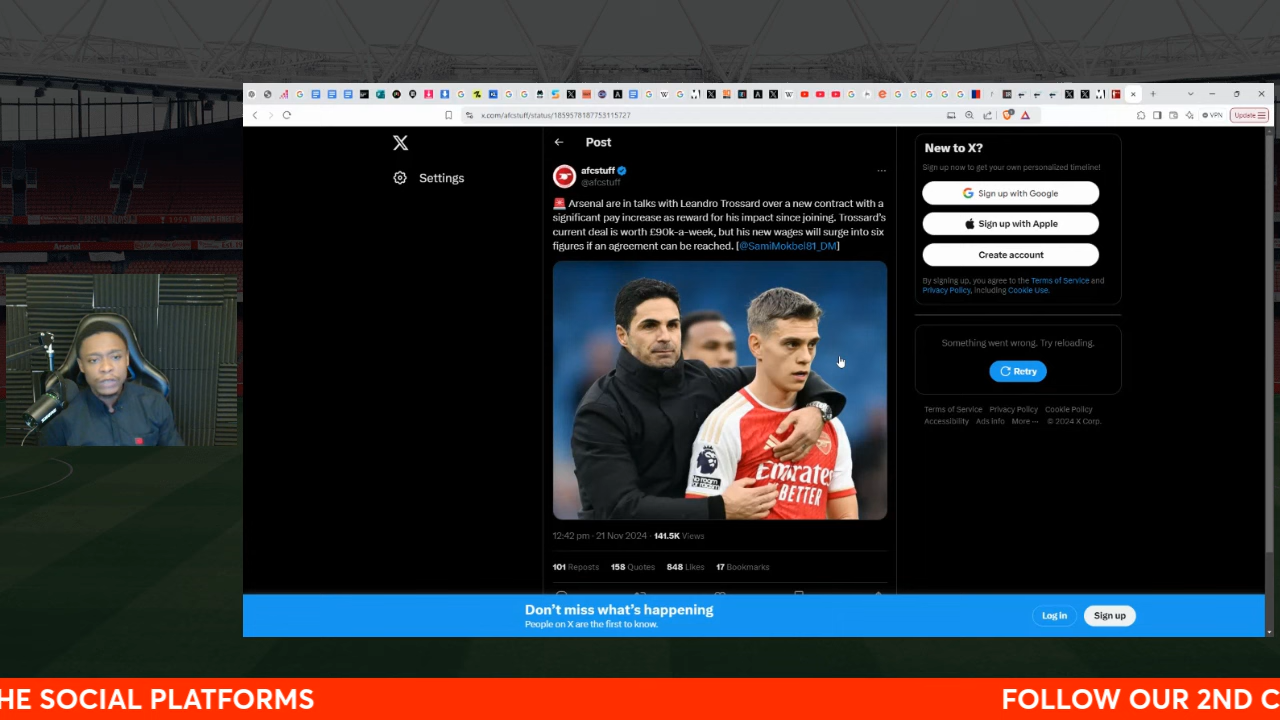 x.com/afcstuff/status/1859578187753115727
VPN
Update
Settings
Post
afcstuff
@afcstuff
Arsenal are in talks with Leandro Trossard over a new contract with a
significant pay increase as reward for his impact since joining. Trossard's
current deal is worth £90k-a-week, but his new wages will surge into six
figures if an agreement can be reached. [@SamiMokbel81_DM]
Emirates
BETTER
12:42 pm · 21 Nov 2024 · 141.5K Views
101 Reposts 158 Quotes 848 Likes 17 Bookmarks
New to X?
Sign up now to get your own personalized timeline!
Sign up with Google
Sign up with Apple
Create account
By signing up, you agree to the Terms of Service and
Privacy Policy, including Cookie Use.
Something went wrong. Try reloading.
Retry
Terms of Service Privacy Policy Cookie Policy
Accessibility Ads info More ··· © 2024 X Corp.
Don't miss what's happening
People on X are the first to know.
Log in
Sign up
HE SOCIAL PLATFORMS
FOLLOW OUR 2ND C